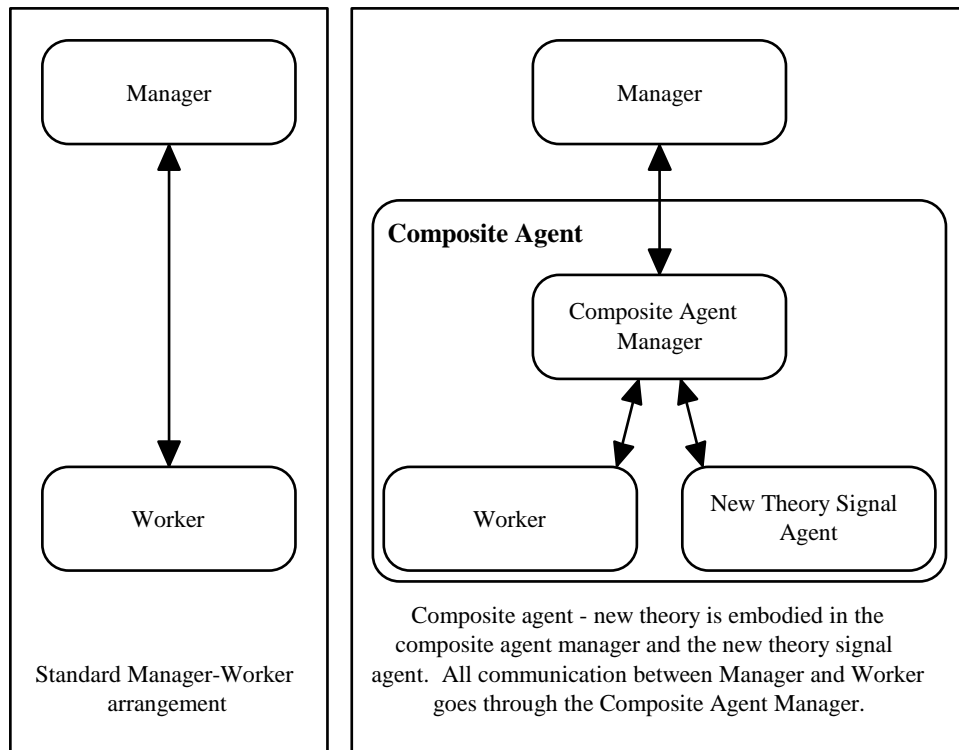 Manager
Worker
Standard Manager-Worker
arrangement
Manager
Composite Agent
Composite Agent
Manager
Worker
New Theory Signal
Agent
Composite agent - new theory is embodied in the
composite agent manager and the new theory signal
agent.  All communication between Manager and Worker
goes through the Composite Agent Manager.